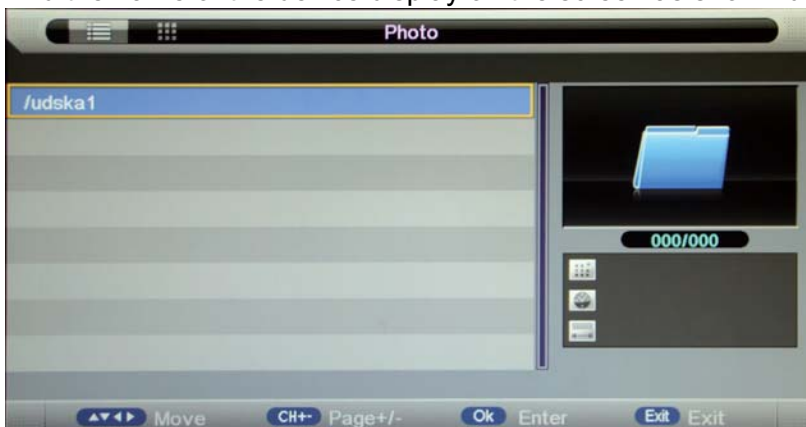 Photo
/udska1
000/000
▲▼◄► Move CH+- Page+/- Ok Enter Exit Exit